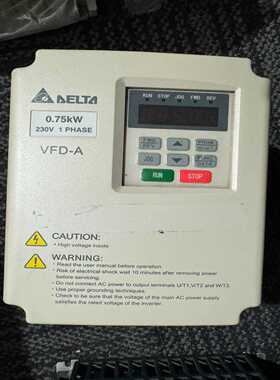 DELTA
0.75kW
230V 1 PHASE
VFD-A
RUN STOP JOG FWD REV
JOG
RUN
STOP
CAUTION:
• High voltage inside
WARNING:
• Read the user manual before operation.
• Risk of electrical shock wait 10 minutes after removing power
before servicing.
• Do not connect AC power to output terminals U/T1,V/T2 and W/T3.
• Use proper grounding techniques.
• Check to be sure that the voltage of the main AC power supply
satisfies the rated voltage of the inverter.